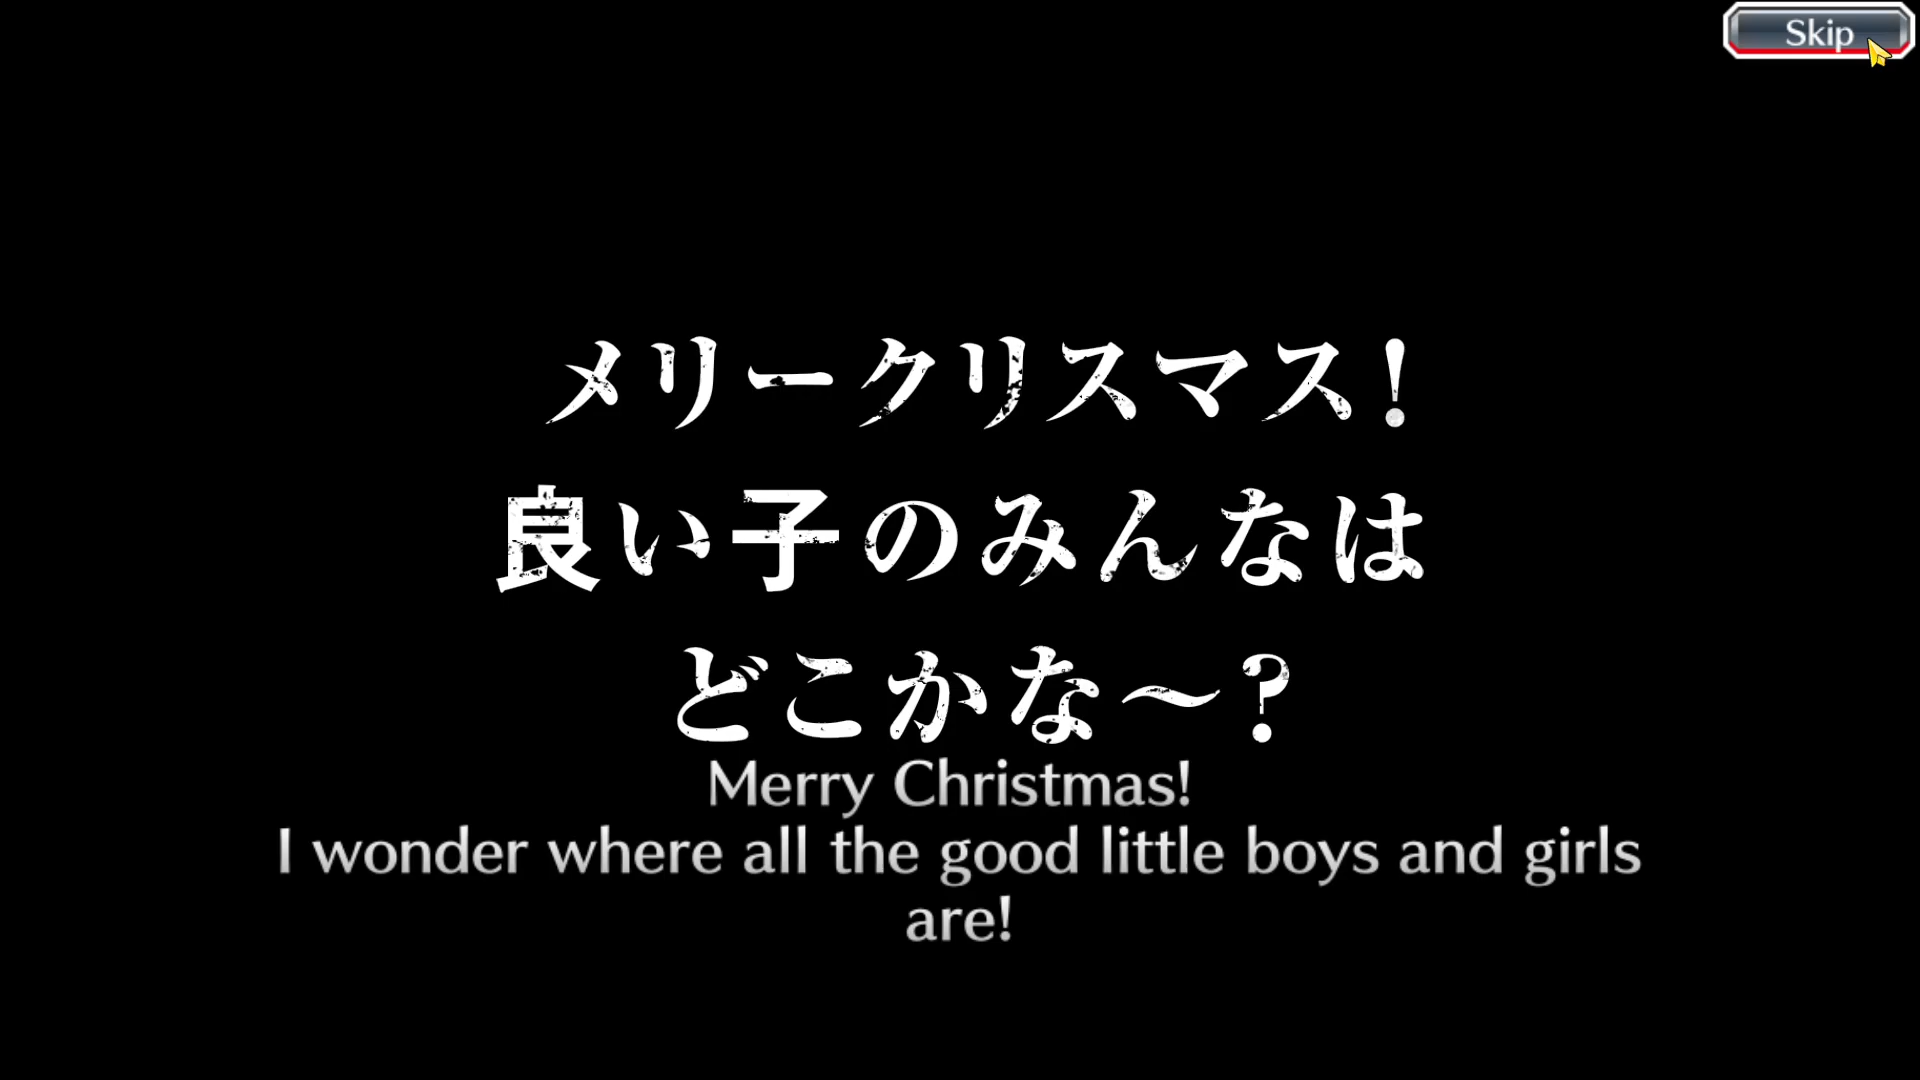 Skip
メリークリスマス！
良い子のみんなは
どこかな～？
Merry Christmas!
I wonder where all the good little boys and girls
are!